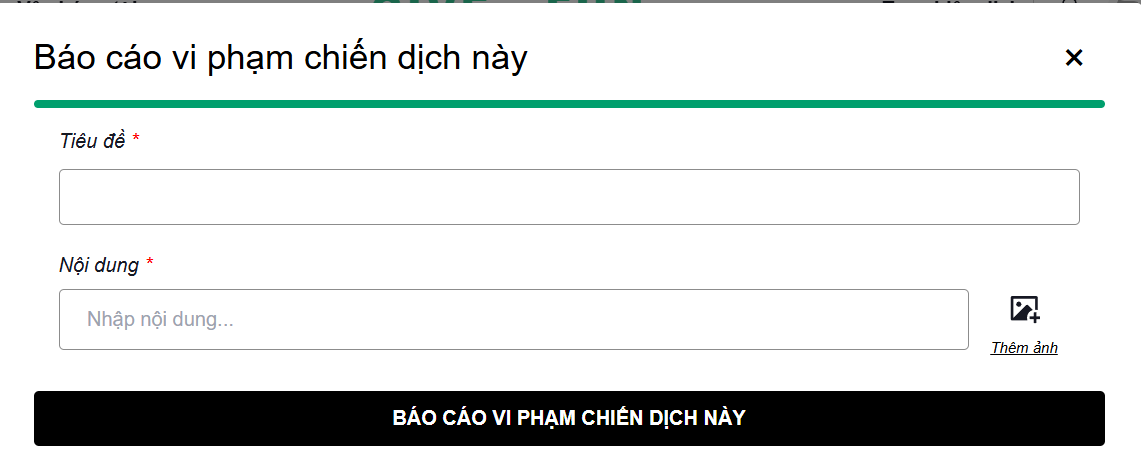 Báo cáo vi phạm chiến dịch này
Tiêu đề *
Nội dung *
Nhập nội dung...
Thêm ảnh
BÁO CÁO VI PHẠM CHIẾN DỊCH NÀY